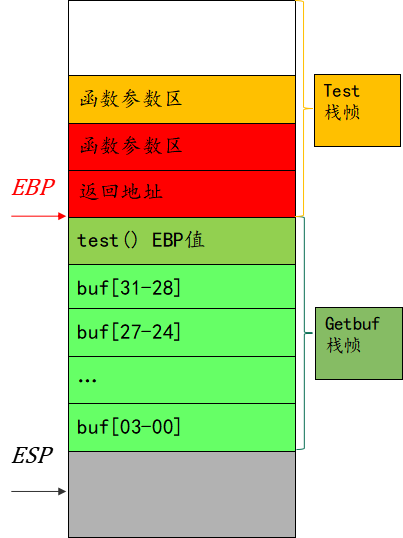 函数参数区
Test
栈帧
函数参数区
EBP
返回地址
test() EBP值
buf[31-28]
buf[27-24]
Getbuf
栈帧
…
buf[03-00]
ESP